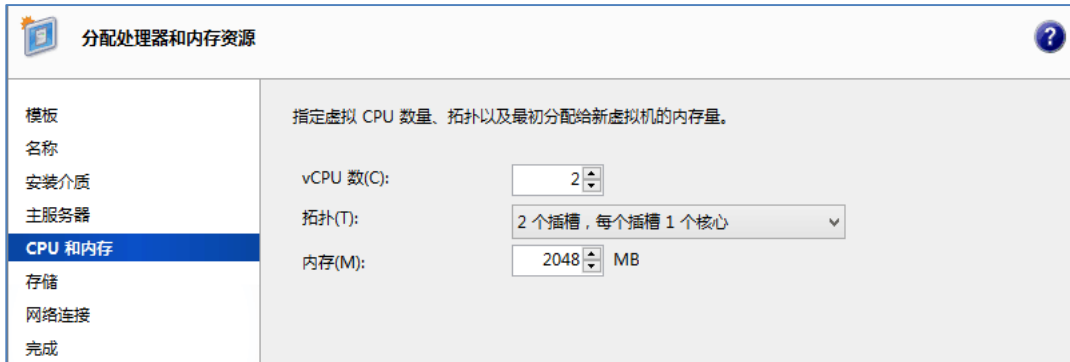 分配处理器和内存资源
?
模板
名称
安装介质
主服务器
CPU 和内存
存储
网络连接
完成
指定虚拟 CPU 数量、拓扑以及最初分配给新虚拟机的内存量。
vCPU 数(C): 2
拓扑(T): 2 个插槽，每个插槽 1 个核心
内存(M): 2048 MB